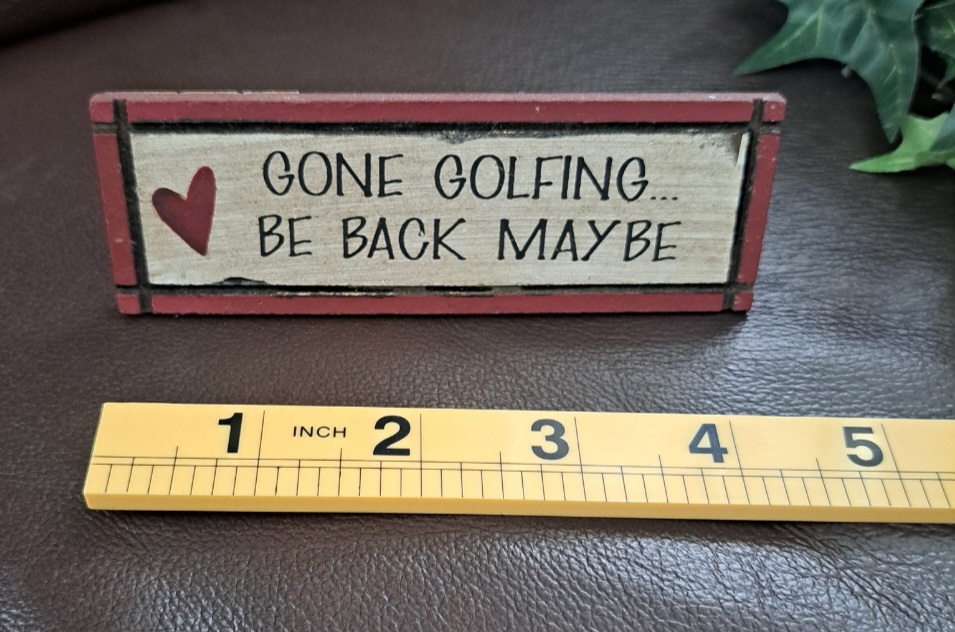 GONE GOLFING...
BE BACK MAYBE
1 INCH 2 3 4 5